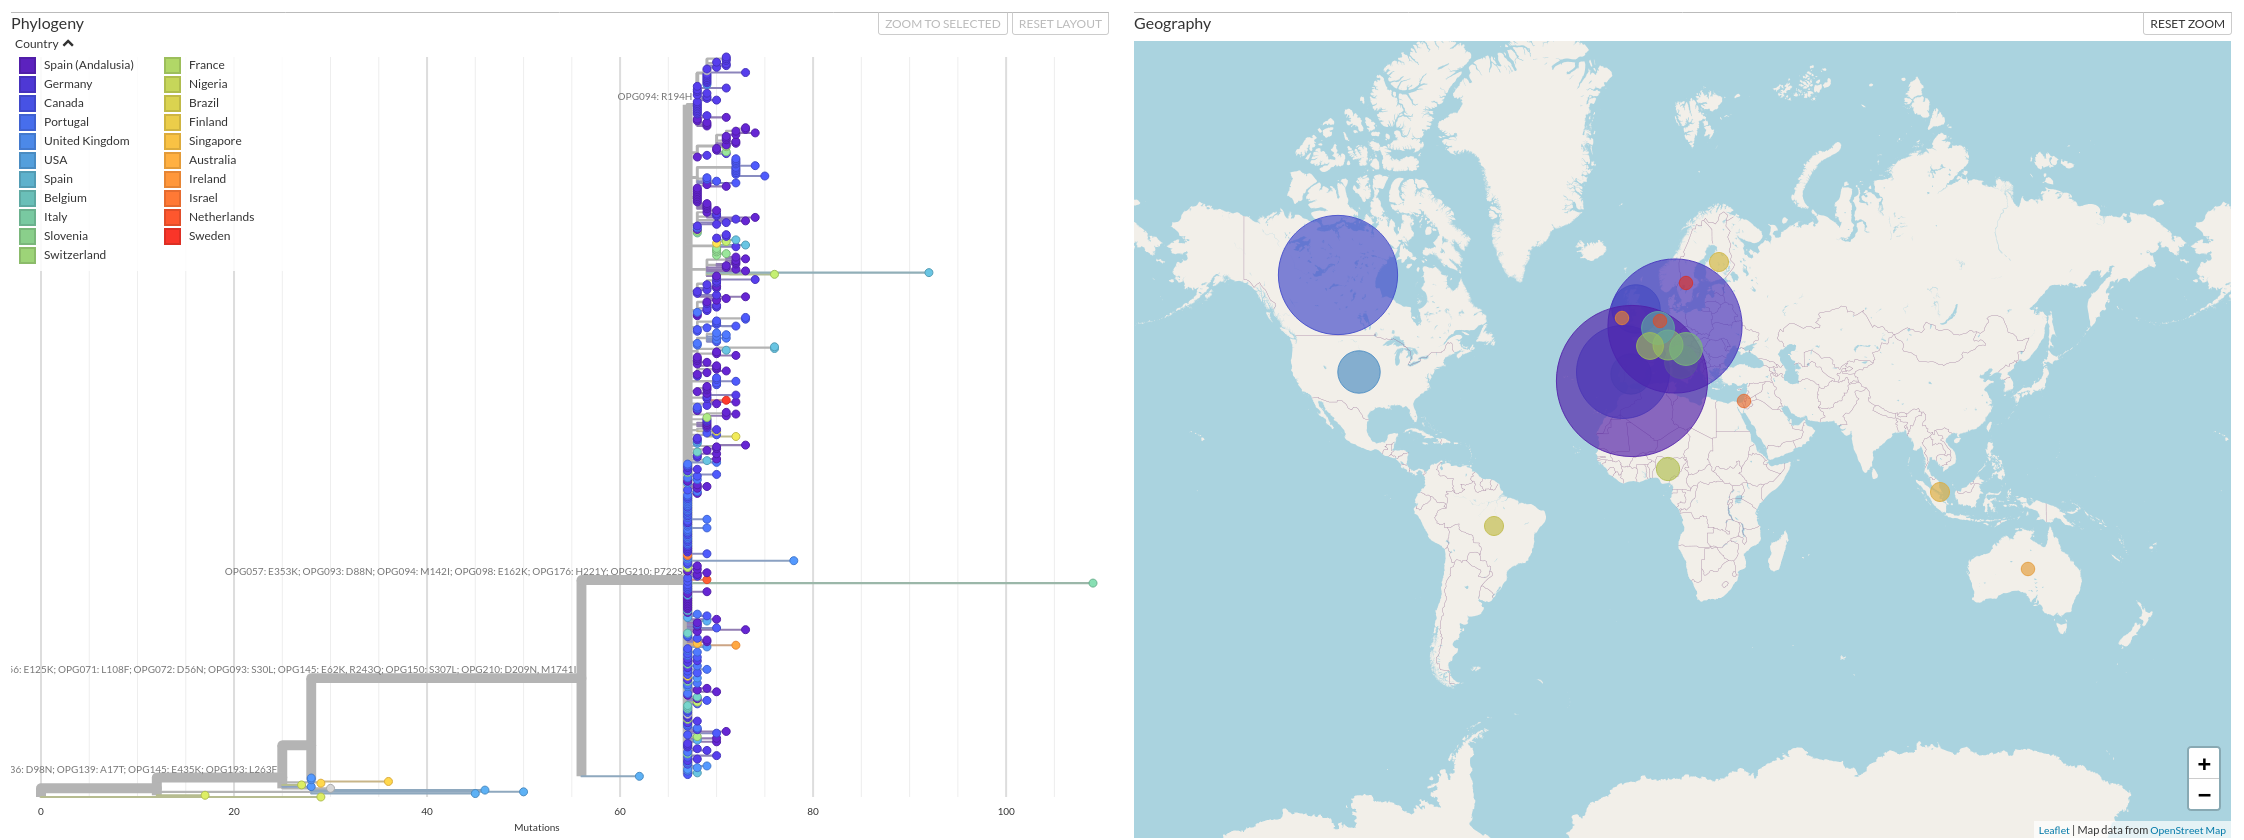 Phylogeny
ZOOM TO SELECTED
RESET LAYOUT
Country
Spain (Andalusia)
Germany
Canada
Portugal
United Kingdom
USA
Spain
Belgium
Italy
Slovenia
Switzerland
France
Nigeria
Brazil
Finland
Singapore
Australia
Ireland
Israel
Netherlands
Sweden
OPG094: R194H
OPG057: E353K; OPG093: D88N; OPG094: M142I; OPG098: E162K; OPG176: H221Y; OPG210: P722S
56: E125K; OPG071: L108F; OPG072: D56N; OPG093: S30L; OPG145: E62K, R243Q; OPG150: S307L; OPG210: D209N, M1741I
36: D98N; OPG139: A17T; OPG145: E435K; OPG193: L263F
0 20 40 60 80 100
Mutations
Geography
RESET ZOOM
+
−
Leaflet | Map data from OpenStreet Map